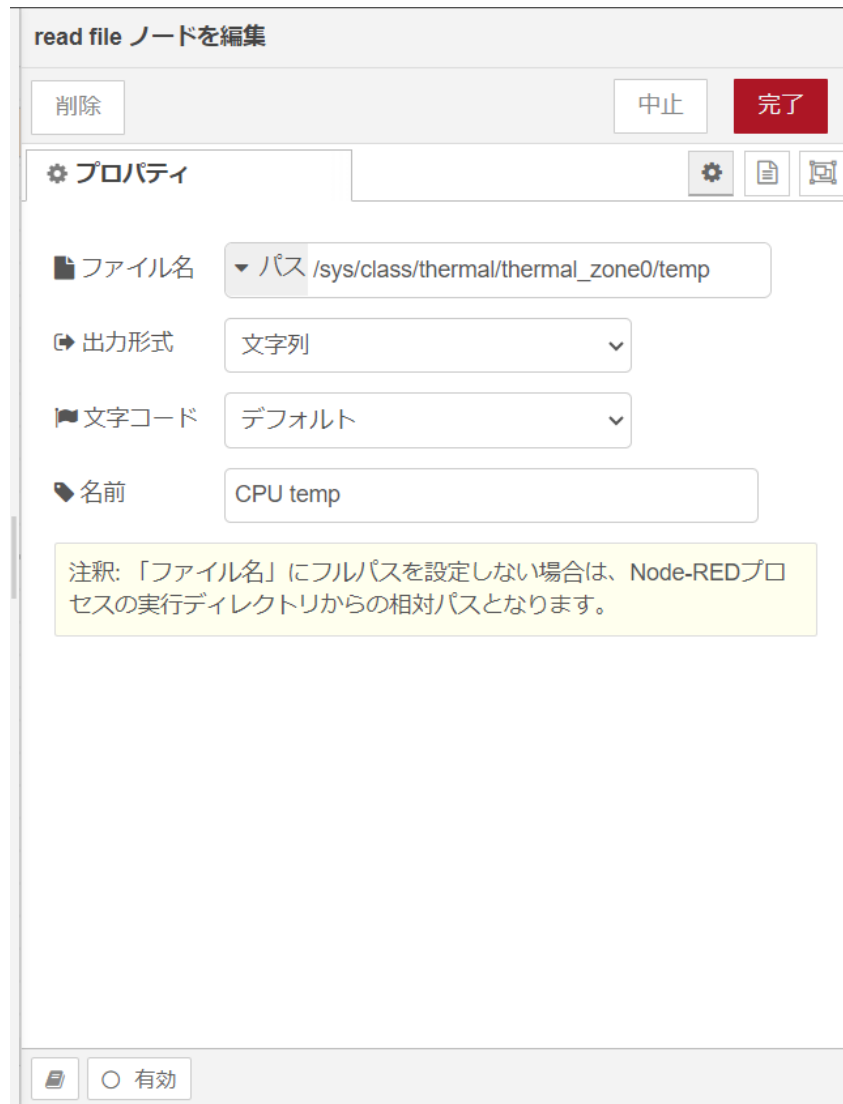 read file ノードを編集
削除
中止
完了
プロパティ
ファイル名
パス /sys/class/thermal/thermal_zone0/temp
出力形式
文字列
文字コード
デフォルト
名前
CPU temp
注釈: 「ファイル名」にフルパスを設定しない場合は、Node-REDプロ
セスの実行ディレクトリからの相対パスとなります。
有効